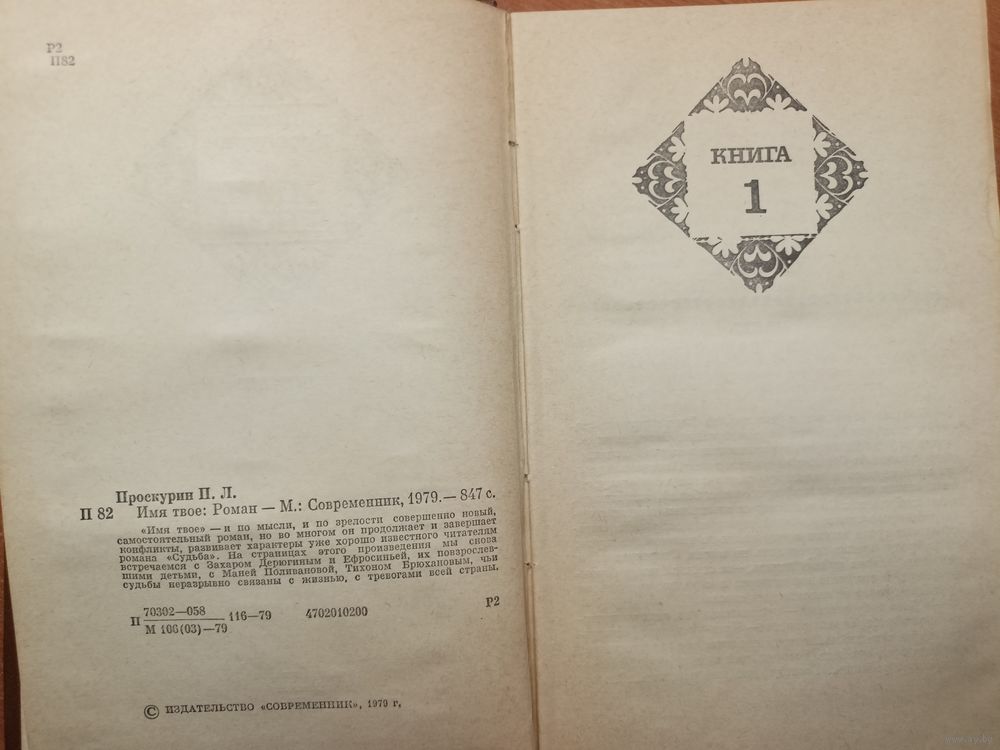 Р2
П82
Проскурин П. Л.
П 82 Имя твое: Роман — М.: Современник, 1979.— 847 с.
«Имя твое» — и по мысли, и по зрелости совершенно новый,
самостоятельный роман, но во многом он продолжает и завершает
конфликты, развивает характеры уже хорошо известного читателям
романа «Судьба». На страницах этого произведения мы снова
встречаемся с Захаром Дерюгиным и Ефросиньей, их повзрослев-
шими детьми, с Маней Поливановой, Тихоном Брюхановым, чьи
судьбы неразрывно связаны с жизнью, с тревогами всей страны.
П 70302—058
М 106(03)—79 116—79 4702010200 Р2
© ИЗДАТЕЛЬСТВО «СОВРЕМЕННИК», 1979 г.
КНИГА
1
www.ay.by